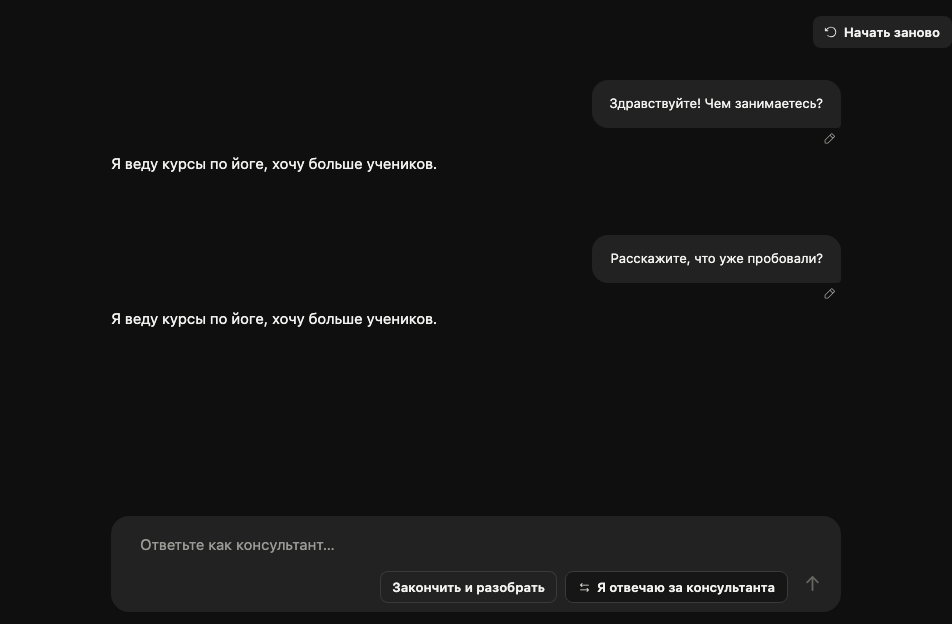 Начать заново
Здравствуйте! Чем занимаетесь?
Я веду курсы по йоге, хочу больше учеников.
Расскажите, что уже пробовали?
Я веду курсы по йоге, хочу больше учеников.
Ответьте как консультант...
Закончить и разобрать
Я отвечаю за консультанта